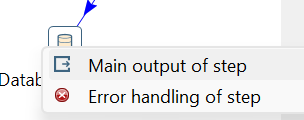 Main output of step
Datab
Error handling of step